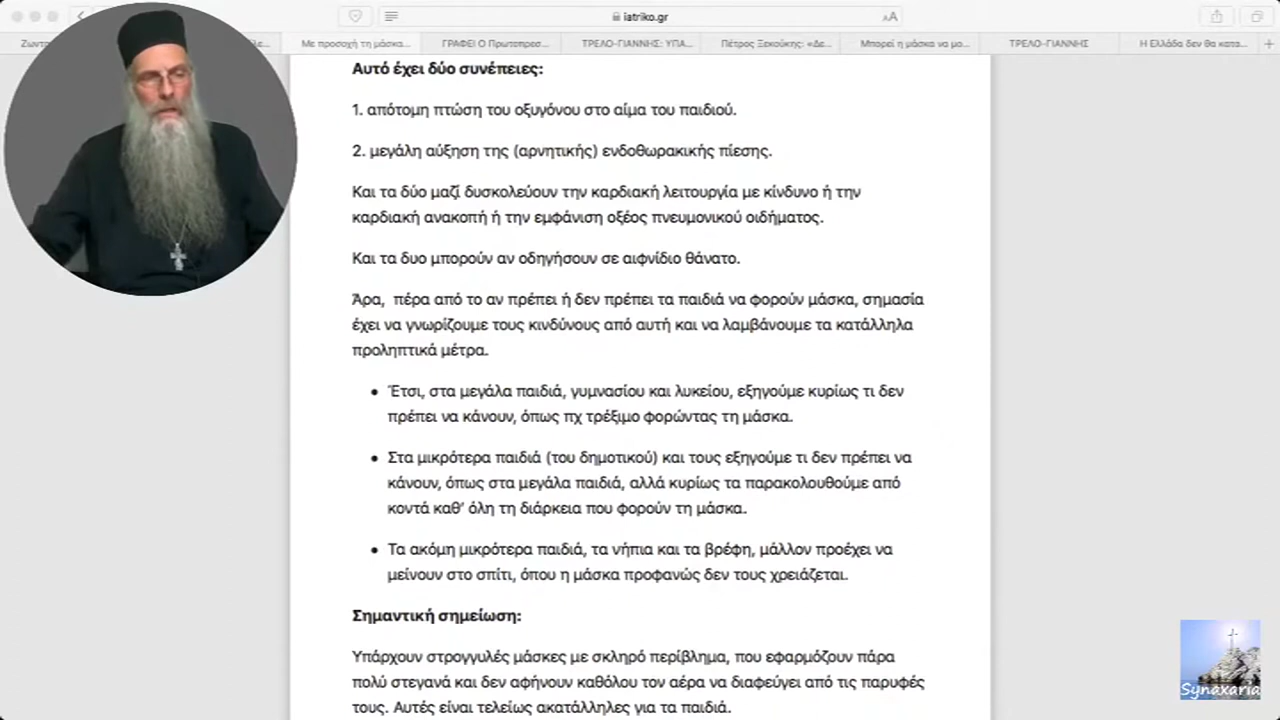 iatriko.gr
AA
Ζωντα
λε...
Με προσοχή τη μάσκα...
ΓΡΑΦΕΙ Ο Πρωτοπρεσ...
ΤΡΕΛΟ-ΓΙΑΝΝΗΣ: ΥΠΑ...
Πέτρος Ξεκούκης: «Δε...
Μπορεί η μάσκα να μο...
ΤΡΕΛΟ-ΓΙΑΝΝΗΣ
Η Ελλάδα δεν θα κατα...
Αυτό έχει δύο συνέπειες:
1. απότομη πτώση του οξυγόνου στο αίμα του παιδιού.
2. μεγάλη αύξηση της (αρνητικής) ενδοθωρακικής πίεσης.
Και τα δύο μαζί δυσκολεύουν την καρδιακή λειτουργία με κίνδυνο ή την
καρδιακή ανακοπή ή την εμφάνιση οξέος πνευμονικού οιδήματος.
Και τα δυο μπορούν αν οδηγήσουν σε αιφνίδιο θάνατο.
Άρα, πέρα από το αν πρέπει ή δεν πρέπει τα παιδιά να φορούν μάσκα, σημασία
έχει να γνωρίζουμε τους κινδύνους από αυτή και να λαμβάνουμε τα κατάλληλα
προληπτικά μέτρα.
• Έτσι, στα μεγάλα παιδιά, γυμνασίου και λυκείου, εξηγούμε κυρίως τι δεν
πρέπει να κάνουν, όπως πχ τρέξιμο φορώντας τη μάσκα.
• Στα μικρότερα παιδιά (του δημοτικού) και τους εξηγούμε τι δεν πρέπει να
κάνουν, όπως στα μεγάλα παιδιά, αλλά κυρίως τα παρακολουθούμε από
κοντά καθ’ όλη τη διάρκεια που φορούν τη μάσκα.
• Τα ακόμη μικρότερα παιδιά, τα νήπια και τα βρέφη, μάλλον προέχει να
μείνουν στο σπίτι, όπου η μάσκα προφανώς δεν τους χρειάζεται.
Σημαντική σημείωση:
Υπάρχουν στρογγυλές μάσκες με σκληρό περίβλημα, που εφαρμόζουν πάρα
πολύ στεγανά και δεν αφήνουν καθόλου τον αέρα να διαφεύγει από τις παρυφές
τους. Αυτές είναι τελείως ακατάλληλες για τα παιδιά.
Synaxaria